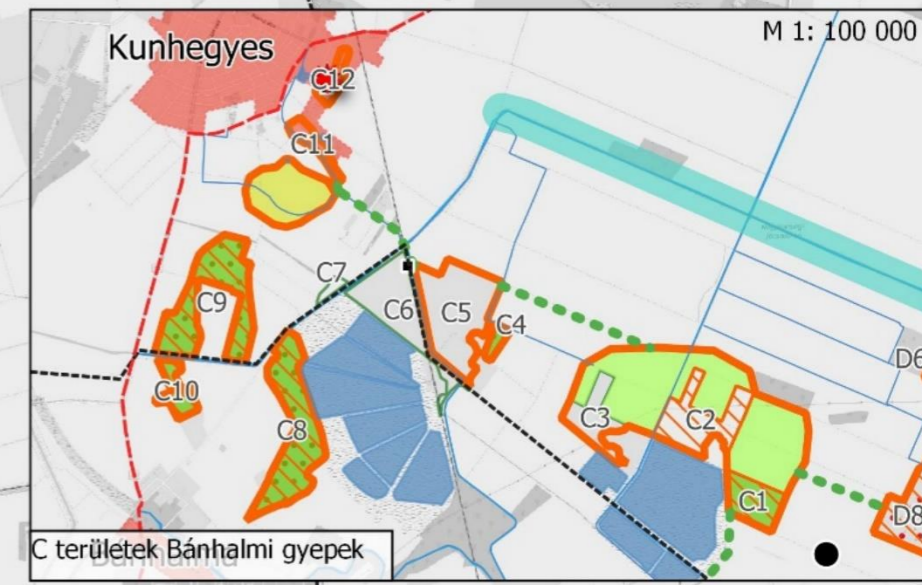 Kunhegyes
M 1: 100 000
C12
C11
C7
C9
C6
C5
C4
D6
C10
C3
C2
C8
C1
D8
C területek Bánhalmi gyepek
Bánhalma